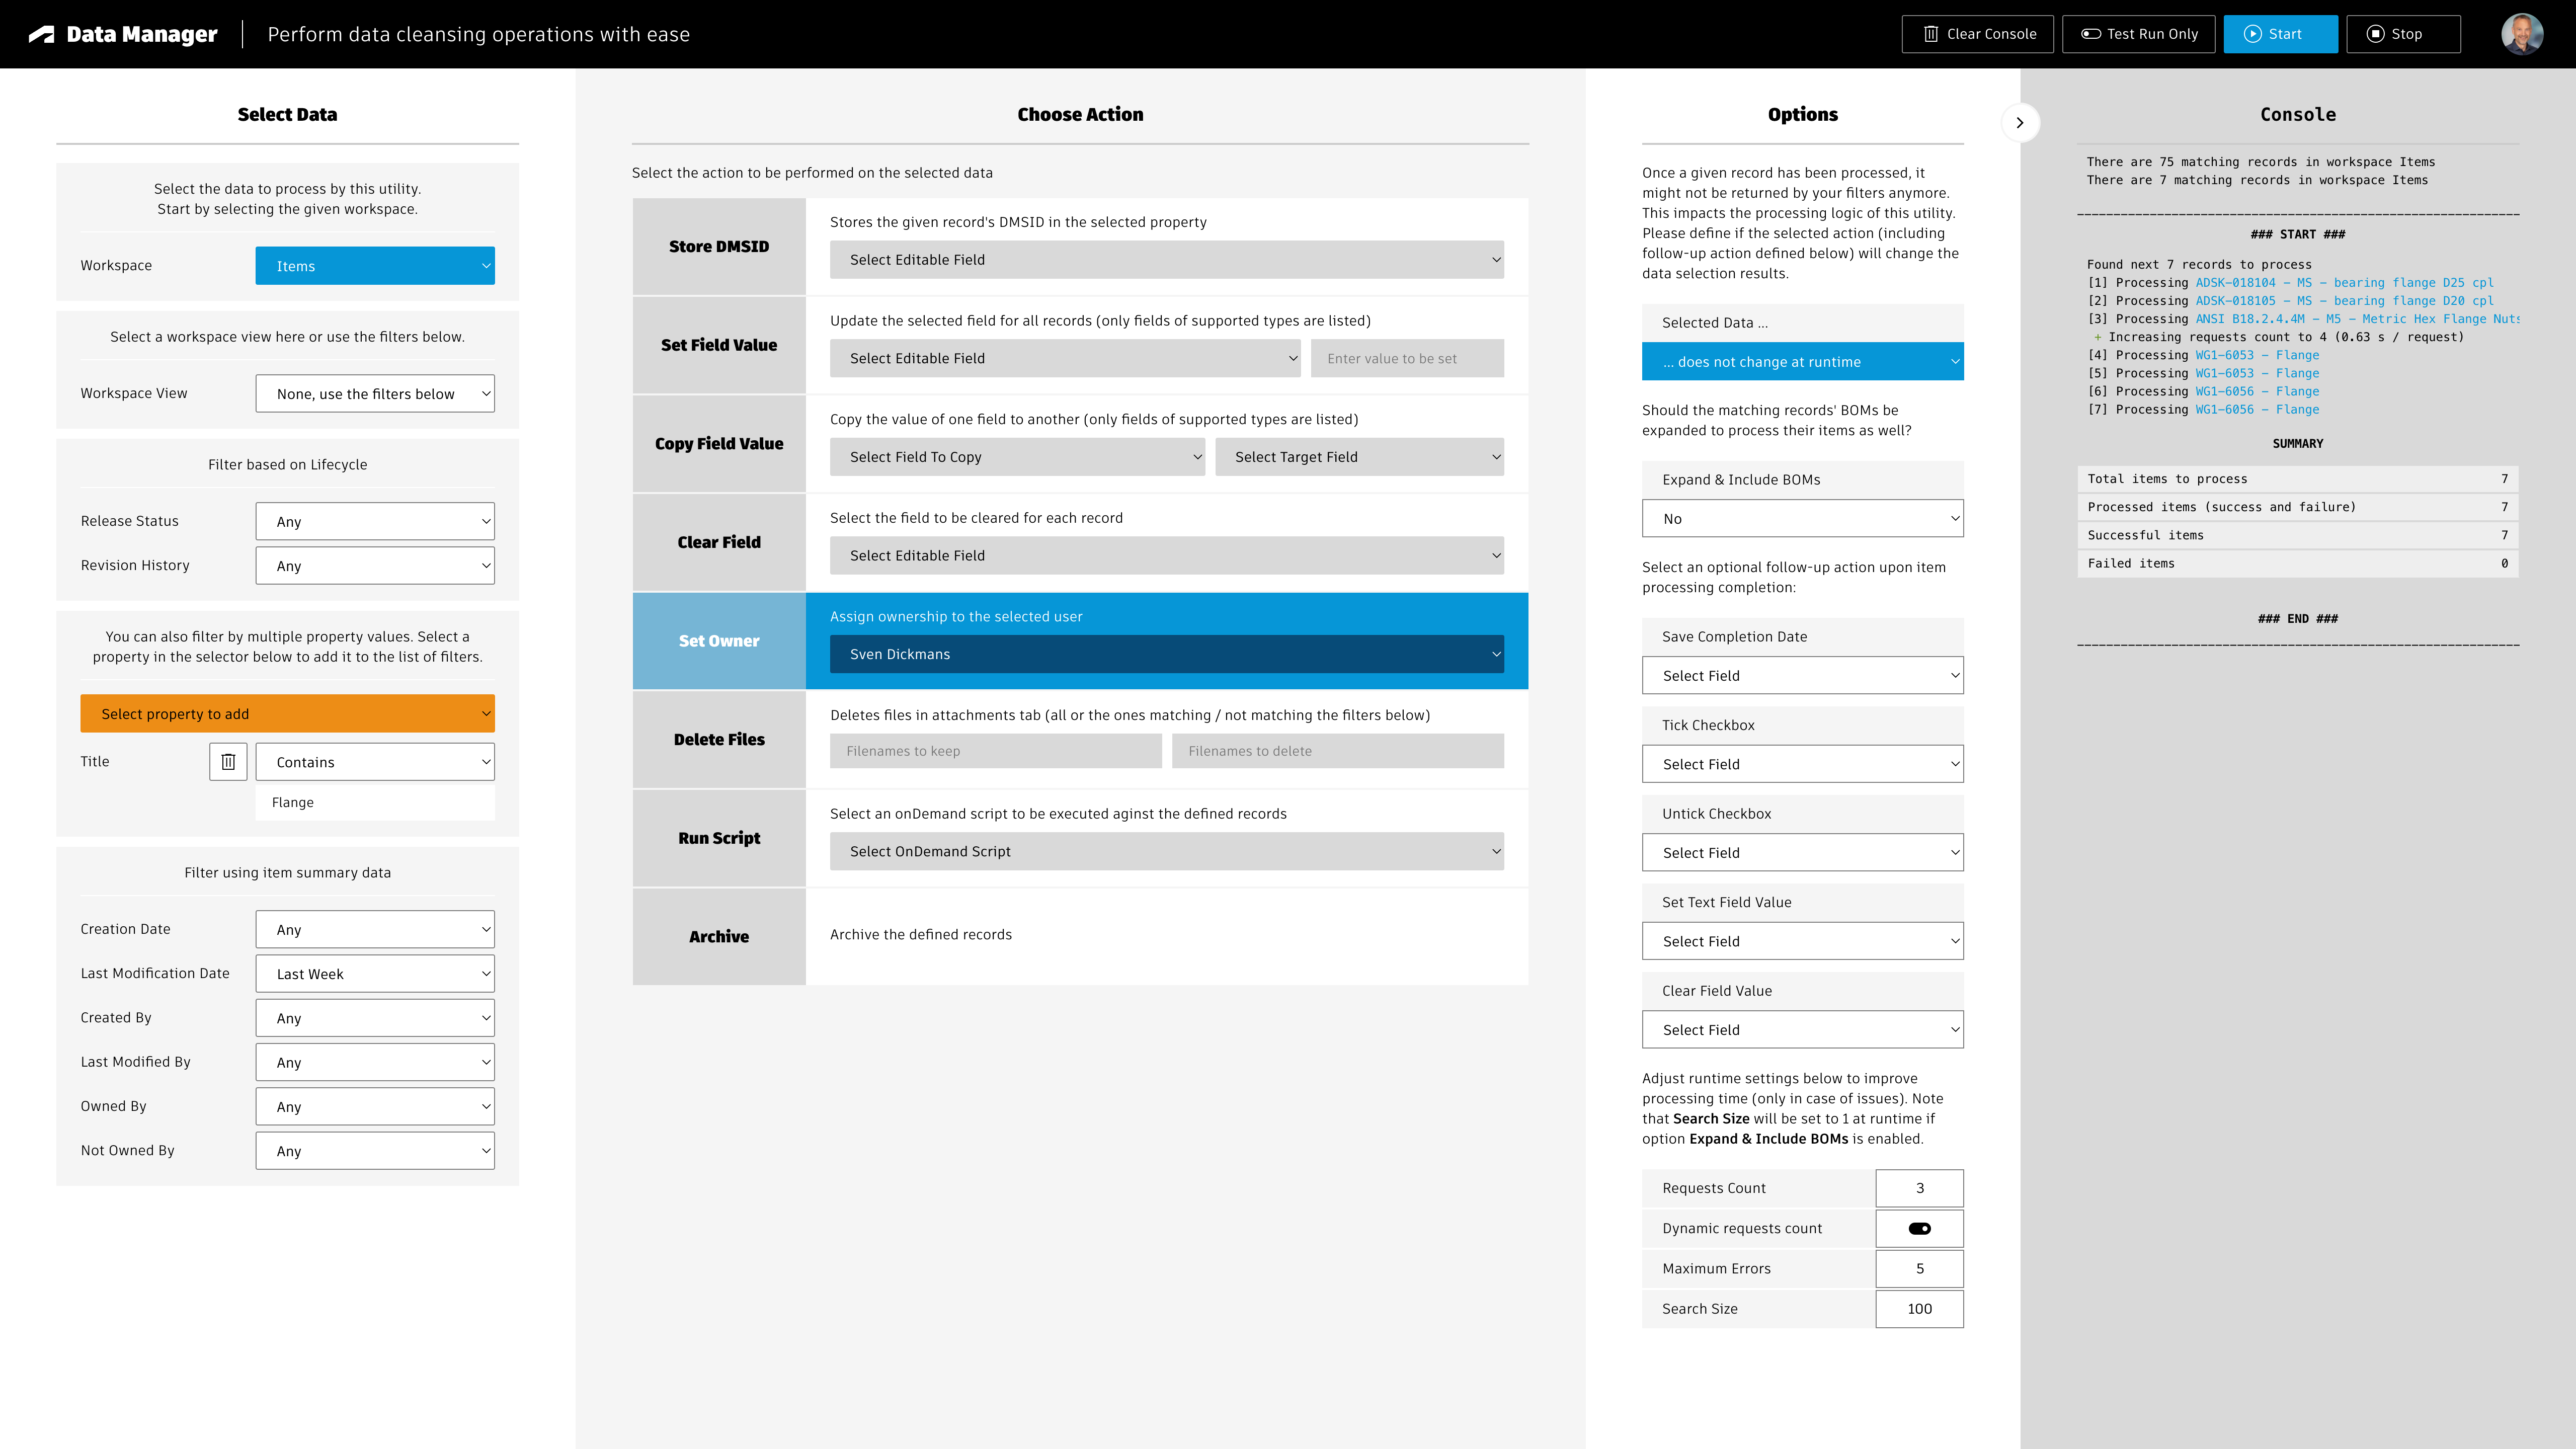 Data Manager
Perform data cleansing operations with ease
Clear Console
Test Run Only
Start
Stop
Select Data
Select the data to process by this utility.
Start by selecting the given workspace.
Workspace
Items
Select a workspace view here or use the filters below.
Workspace View
None, use the filters below
Filter based on Lifecycle
Release Status
Any
Revision History
Any
You can also filter by multiple property values. Select a
property in the selector below to add it to the list of filters.
Select property to add
Title
Contains
Flange
Filter using item summary data
Creation Date
Any
Last Modification Date
Last Week
Created By
Any
Last Modified By
Any
Owned By
Any
Not Owned By
Any
Choose Action
Select the action to be performed on the selected data
Store DMSID
Stores the given record's DMSID in the selected property
Select Editable Field
Set Field Value
Update the selected field for all records (only fields of supported types are listed)
Select Editable Field
Enter value to be set
Copy Field Value
Copy the value of one field to another (only fields of supported types are listed)
Select Field To Copy
Select Target Field
Clear Field
Select the field to be cleared for each record
Select Editable Field
Set Owner
Assign ownership to the selected user
Sven Dickmans
Delete Files
Deletes files in attachments tab (all or the ones matching / not matching the filters below)
Filenames to keep
Filenames to delete
Run Script
Select an onDemand script to be executed aginst the defined records
Select OnDemand Script
Archive
Archive the defined records
Options
Once a given record has been processed, it
might not be returned by your filters anymore.
This impacts the processing logic of this utility.
Please define if the selected action (including
follow-up action defined below) will change the
data selection results.
Selected Data ...
... does not change at runtime
Should the matching records' BOMs be
expanded to process their items as well?
Expand & Include BOMs
No
Select an optional follow-up action upon item
processing completion:
Save Completion Date
Select Field
Tick Checkbox
Select Field
Untick Checkbox
Select Field
Set Text Field Value
Select Field
Clear Field Value
Select Field
Adjust runtime settings below to improve
processing time (only in case of issues). Note
that Search Size will be set to 1 at runtime if
option Expand & Include BOMs is enabled.
Requests Count
3
Dynamic requests count
Maximum Errors
5
Search Size
100
Console
There are 75 matching records in workspace Items
There are 7 matching records in workspace Items
### START ###
Found next 7 records to process
[1] Processing ADSK-018104 - MS - bearing flange D25 cpl
[2] Processing ADSK-018105 - MS - bearing flange D20 cpl
[3] Processing ANSI B18.2.4.4M - M5 - Metric Hex Flange Nuts
+ Increasing requests count to 4 (0.63 s / request)
[4] Processing WG1-6053 - Flange
[5] Processing WG1-6053 - Flange
[6] Processing WG1-6056 - Flange
[7] Processing WG1-6056 - Flange
SUMMARY
Total items to process 7
Processed items (success and failure) 7
Successful items 7
Failed items 0
### END ###